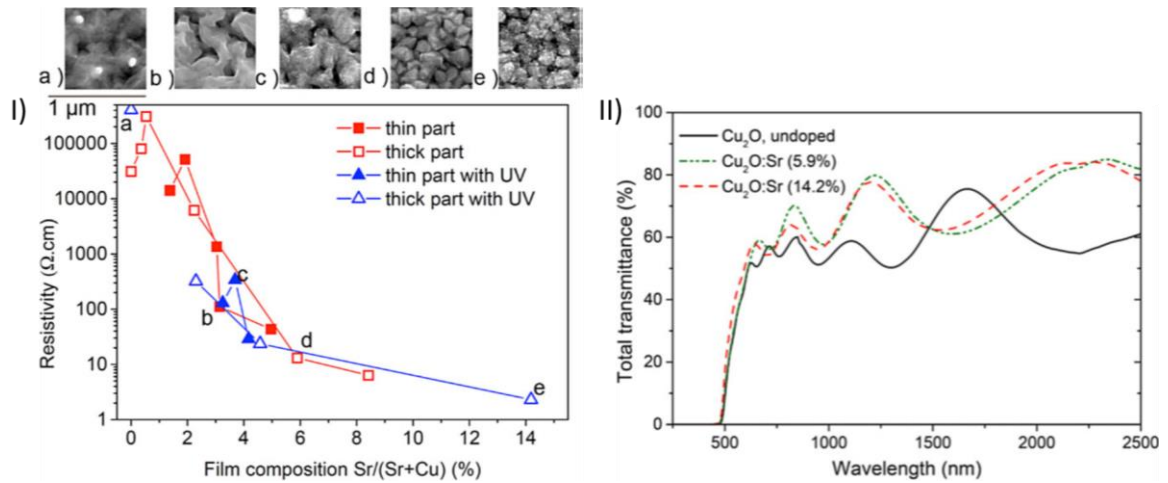 a) b) c) d) e)
1 μm
I)
100000
10000
1000
100
10
1
Resistivity (Ω.cm)
a
b
c
d
e
thin part
thick part
thin part with UV
thick part with UV
0 2 4 6 8 10 12 14
Film composition Sr/(Sr+Cu) (%)
II)
100
80
60
40
20
0
Total transmittance (%)
Cu₂O, undoped
Cu₂O:Sr (5.9%)
Cu₂O:Sr (14.2%)
500 1000 1500 2000 2500
Wavelength (nm)